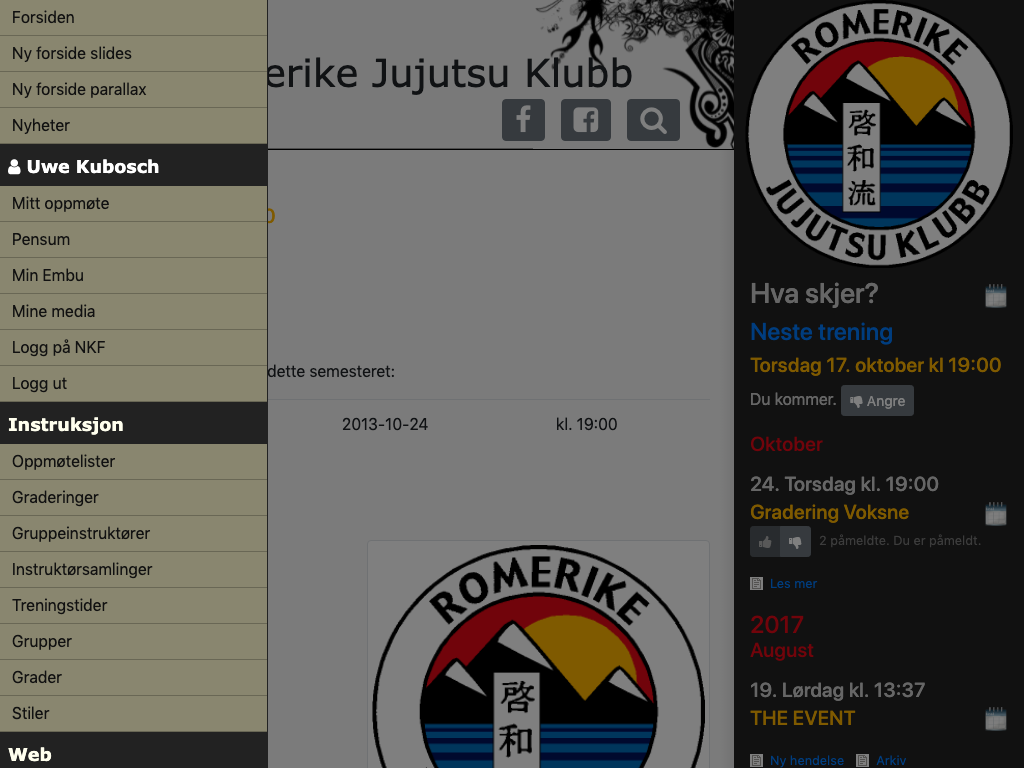 Forsiden
Ny forside slides
Ny forside parallax
Nyheter
Uwe Kubosch
Mitt oppmøte
Pensum
Min Embu
Mine media
Logg på NKF
Logg ut
Instruksjon
Oppmøtelister
Graderinger
Gruppeinstruktører
Instruktørsamlinger
Treningstider
Grupper
Grader
Stiler
Web
erike Jujutsu Klubb
dette semesteret:
2013-10-24 kl. 19:00
ROMERIKE
啓和
ROMERIKE
啓和流
JUJUTSU KLUBB
Hva skjer?
Neste trening
Torsdag 17. oktober kl 19:00
Du kommer. Angre
Oktober
24. Torsdag kl. 19:00
Gradering Voksne
2 påmeldte. Du er påmeldt.
Les mer
2017
August
19. Lørdag kl. 13:37
THE EVENT
Ny hendelse Arkiv